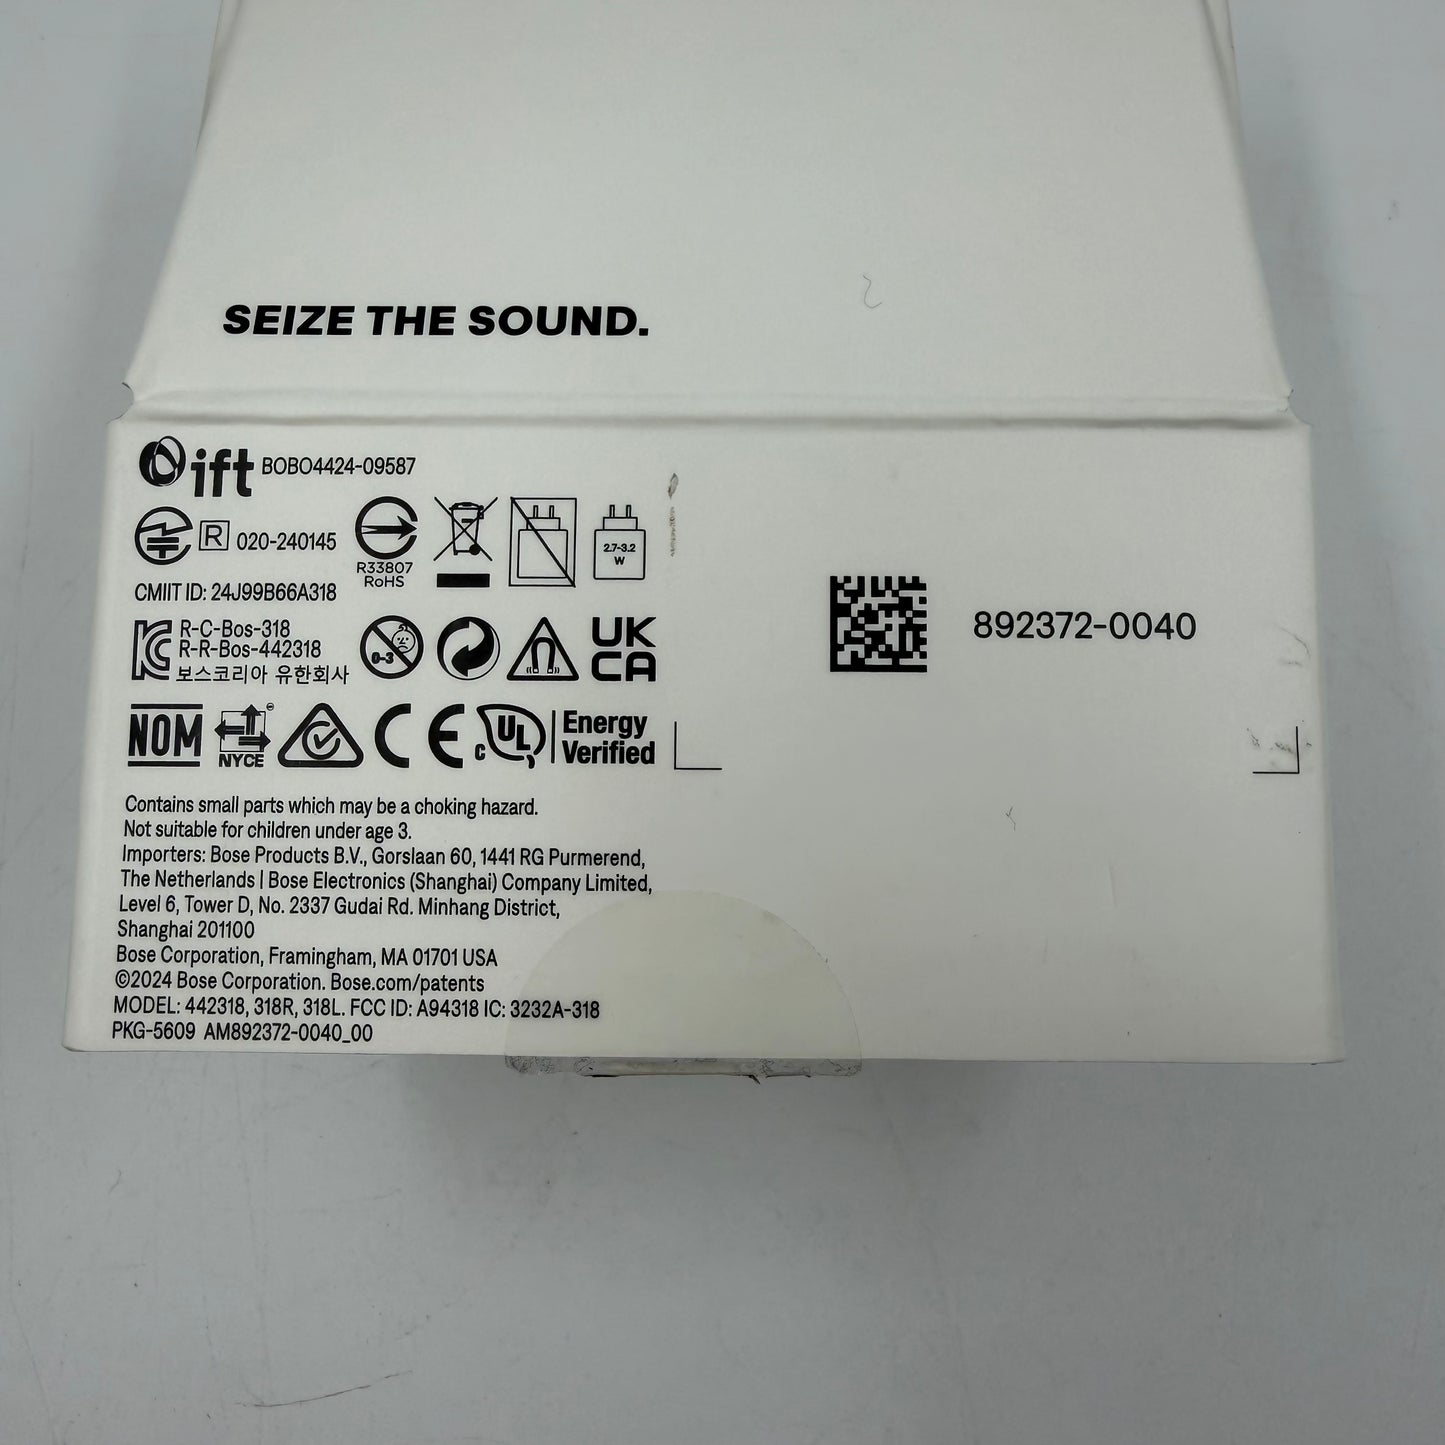 SEIZE THE SOUND.
ift BOBO4424-09587
R 020-240145
R33807
RoHS
2.7-3.2
W
CMIIT ID: 24J99B66A318
R-C-Bos-318
R-R-Bos-442318
보스코리아 유한회사
0-3
UK
CA
892372-0040
NOM
NYCE
CE
c UL
Energy
Verified
Contains small parts which may be a choking hazard.
Not suitable for children under age 3.
Importers: Bose Products B.V., Gorslaan 60, 1441 RG Purmerend,
The Netherlands | Bose Electronics (Shanghai) Company Limited,
Level 6, Tower D, No. 2337 Gudai Rd. Minhang District,
Shanghai 201100
Bose Corporation, Framingham, MA 01701 USA
©2024 Bose Corporation. Bose.com/patents
MODEL: 442318, 318R, 318L. FCC ID: A94318 IC: 3232A-318
PKG-5609 AM892372-0040_00